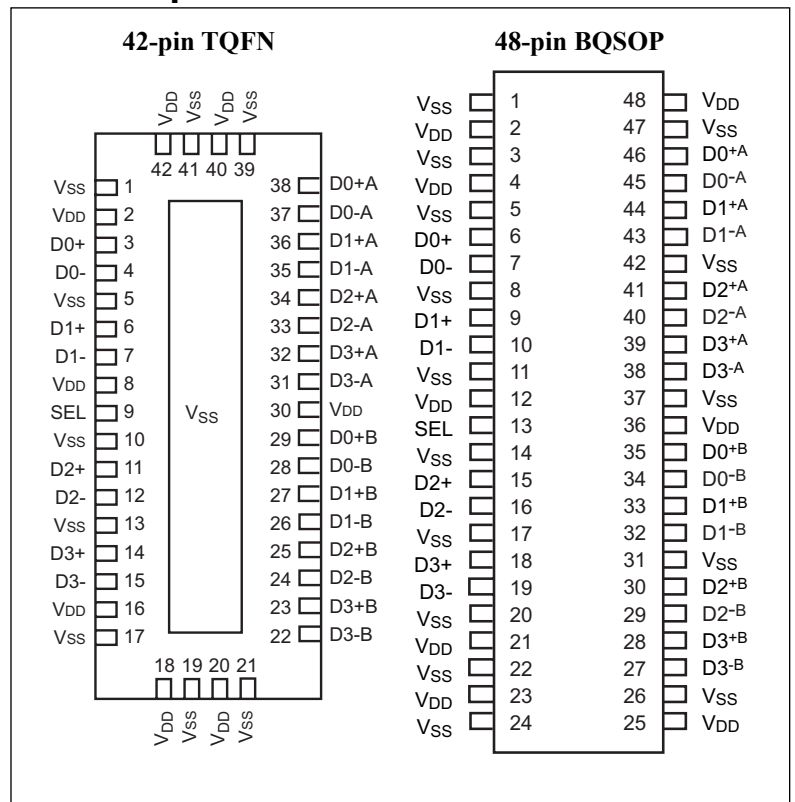 42-pin TQFN
VDD VSS VDD VSS
42 41 40 39
VSS 1
VDD 2
D0+ 3
D0- 4
VSS 5
D1+ 6
D1- 7
VDD 8
SEL 9
VSS 10
D2+ 11
D2- 12
VSS 13
D3+ 14
D3- 15
VDD 16
VSS 17
VSS
38 D0+A
37 D0-A
36 D1+A
35 D1-A
34 D2+A
33 D2-A
32 D3+A
31 D3-A
30 VDD
29 D0+B
28 D0-B
27 D1+B
26 D1-B
25 D2+B
24 D2-B
23 D3+B
22 D3-B
18 19 20 21
VDD VSS VDD VSS
48-pin BQSOP
VSS 1 48 VDD
VDD 2 47 VSS
VSS 3 46 D0+A
VDD 4 45 D0-A
VSS 5 44 D1+A
D0+ 6 43 D1-A
D0- 7 42 VSS
VSS 8 41 D2+A
D1+ 9 40 D2-A
D1- 10 39 D3+A
VSS 11 38 D3-A
VDD 12 37 VSS
SEL 13 36 VDD
VSS 14 35 D0+B
D2+ 15 34 D0-B
D2- 16 33 D1+B
VSS 17 32 D1-B
D3+ 18 31 VSS
D3- 19 30 D2+B
VSS 20 29 D2-B
VDD 21 28 D3+B
VSS 22 27 D3-B
VDD 23 26 VSS
VSS 24 25 VDD